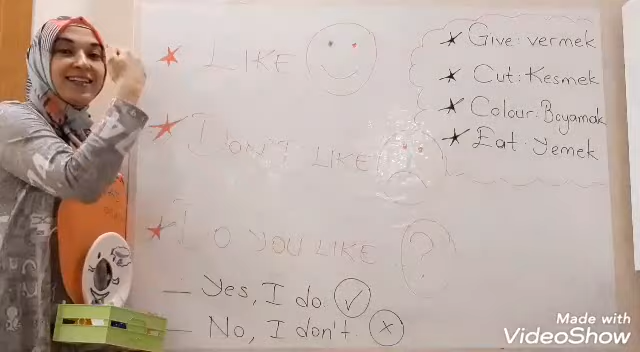 LIKE
DON'T LIKE
DO YOU LIKE ?
_ Yes, I do.
_ No, I don't.
Give: vermek
Cut: Kesmek
Colour: Boyamak
Eat: yemek
Made with
VideoShow